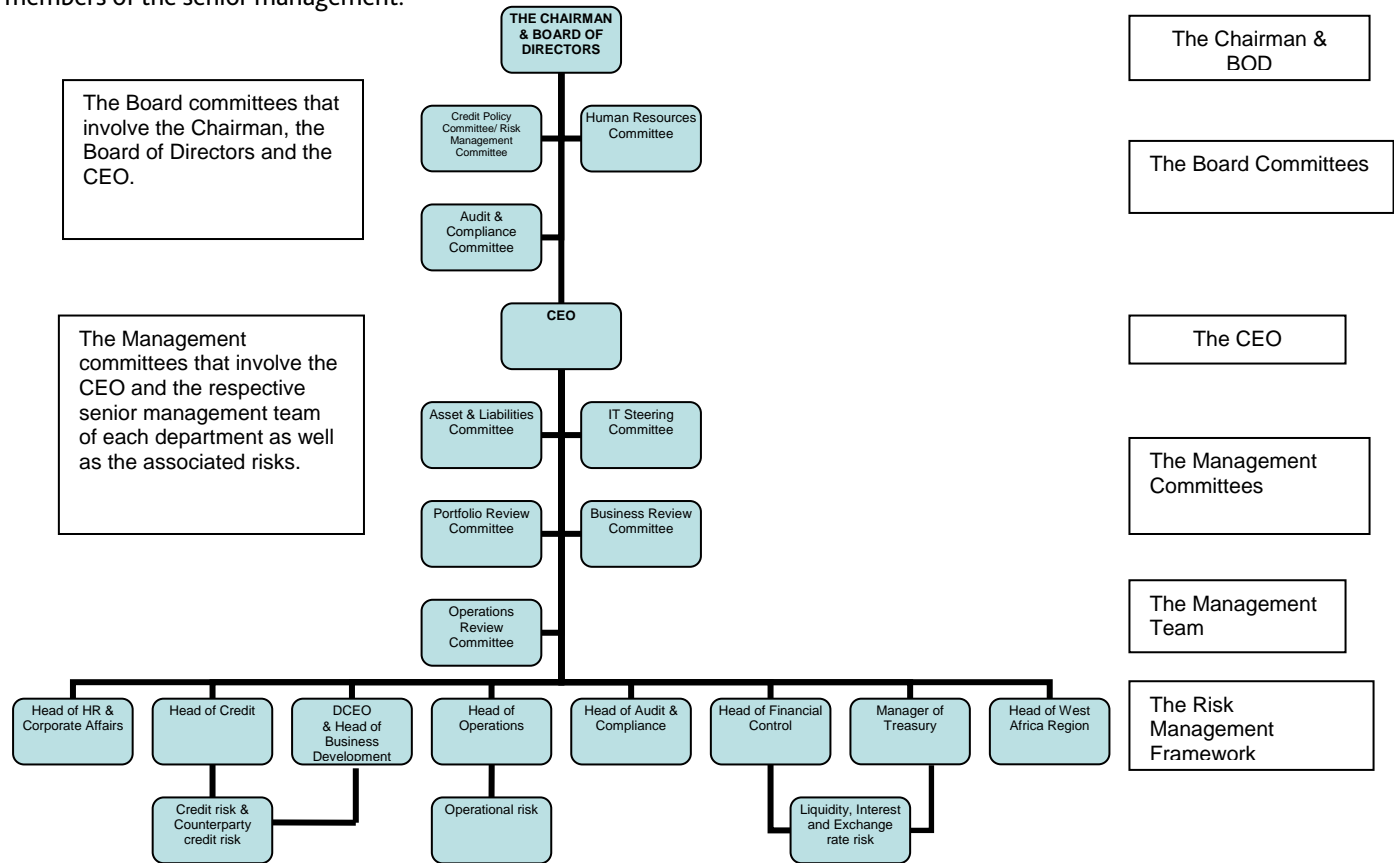 members of the senior management.
THE CHAIRMAN
& BOARD OF
DIRECTORS
The Chairman &
BOD
The Board committees that
involve the Chairman, the
Board of Directors and the
CEO.
Credit Policy
Committee/ Risk
Management
Committee
Human Resources
Committee
The Board Committees
Audit &
Compliance
Committee
CEO
The CEO
The Management
committees that involve the
CEO and the respective
senior management team
of each department as well
as the associated risks.
Asset & Liabilities
Committee
IT Steering
Committee
The Management
Committees
Portfolio Review
Committee
Business Review
Committee
Operations
Review
Committee
The Management
Team
Head of HR &
Corporate Affairs
Head of Credit
DCEO
& Head of
Business
Development
Head of
Operations
Head of Audit &
Compliance
Head of Financial
Control
Manager of
Treasury
Head of West
Africa Region
The Risk
Management
Framework
Credit risk &
Counterparty
credit risk
Operational risk
Liquidity, Interest
and Exchange
rate risk